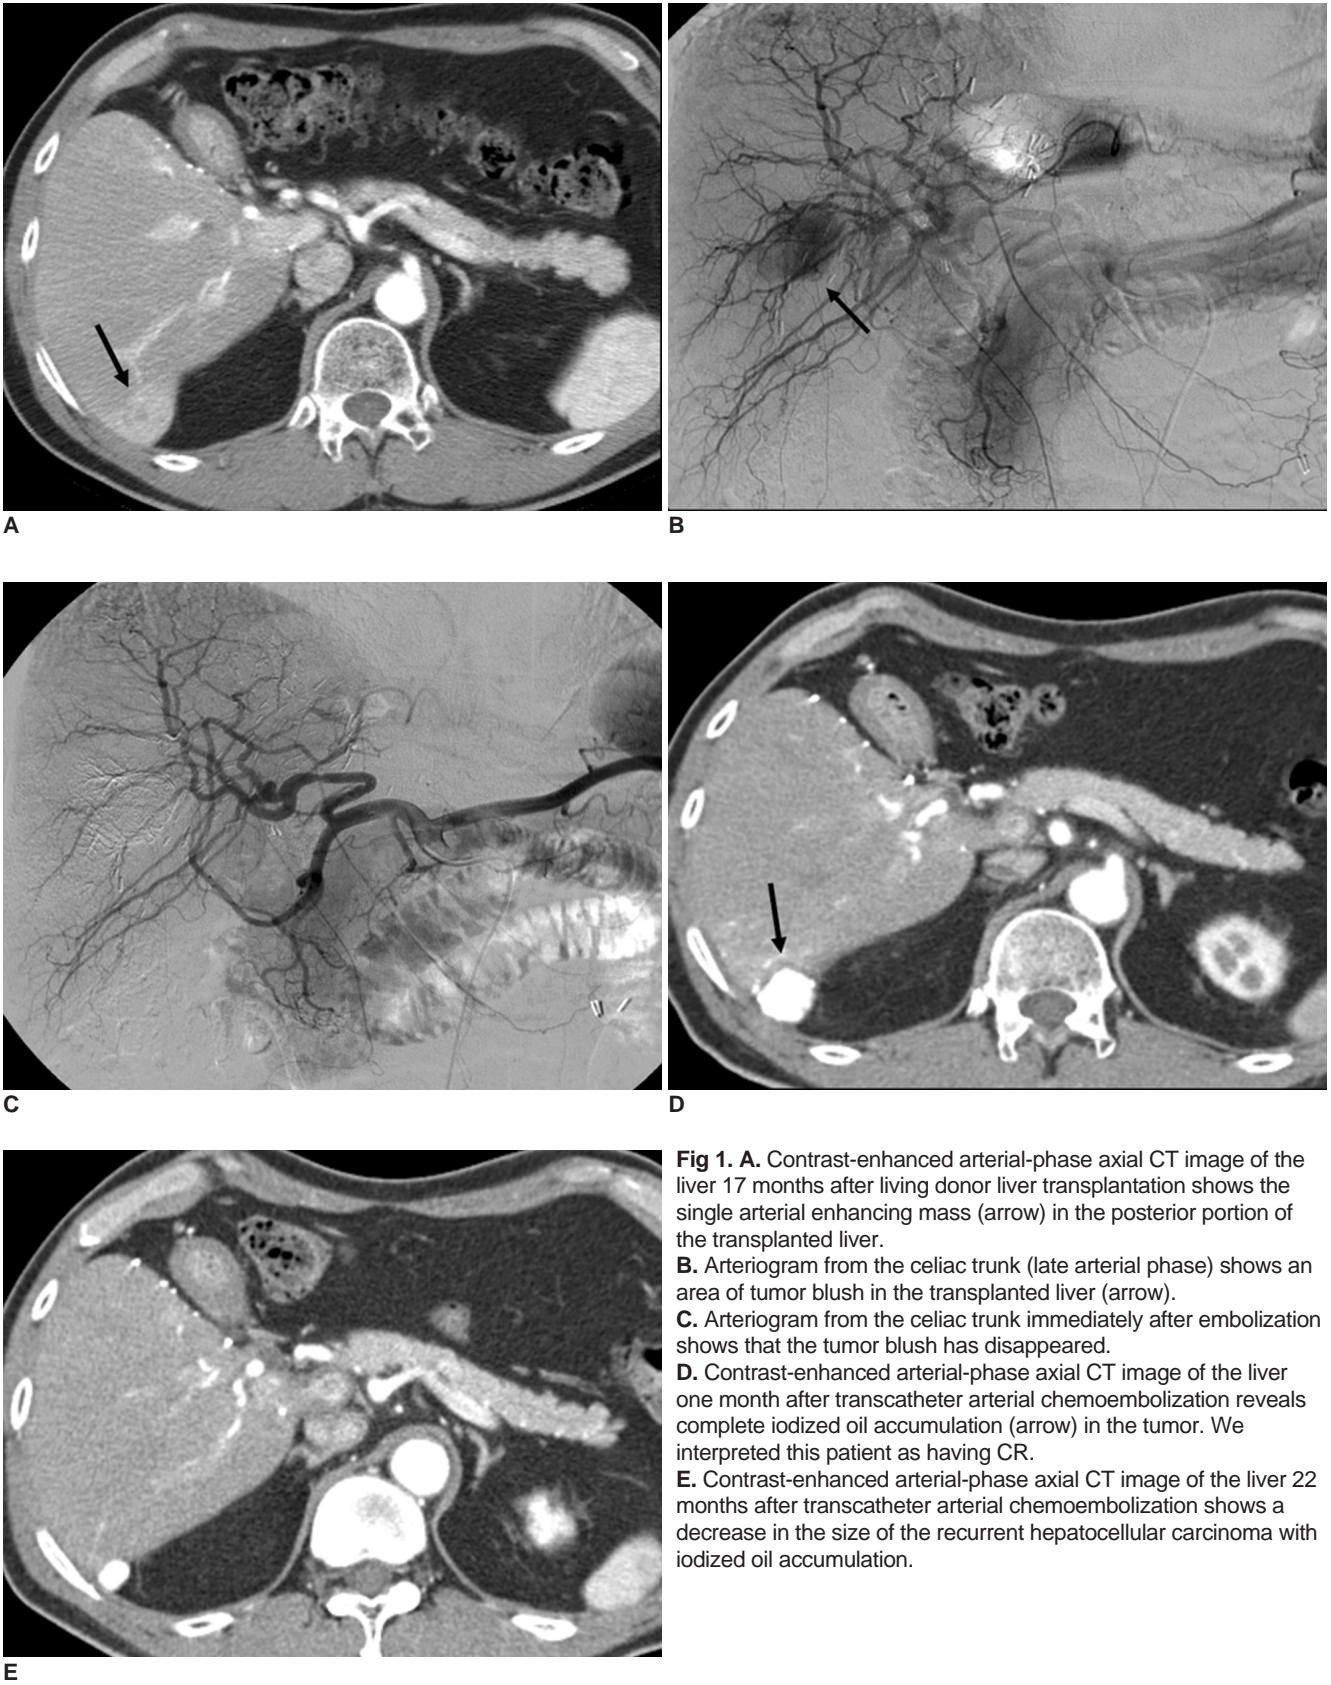 A
B
C
D
Fig 1. A. Contrast-enhanced arterial-phase axial CT image of the
liver 17 months after living donor liver transplantation shows the
single arterial enhancing mass (arrow) in the posterior portion of
the transplanted liver.
B. Arteriogram from the celiac trunk (late arterial phase) shows an
area of tumor blush in the transplanted liver (arrow).
C. Arteriogram from the celiac trunk immediately after embolization
shows that the tumor blush has disappeared.
D. Contrast-enhanced arterial-phase axial CT image of the liver
one month after transcatheter arterial chemoembolization reveals
complete iodized oil accumulation (arrow) in the tumor. We
interpreted this patient as having CR.
E. Contrast-enhanced arterial-phase axial CT image of the liver 22
months after transcatheter arterial chemoembolization shows a
decrease in the size of the recurrent hepatocellular carcinoma with
iodized oil accumulation.
E